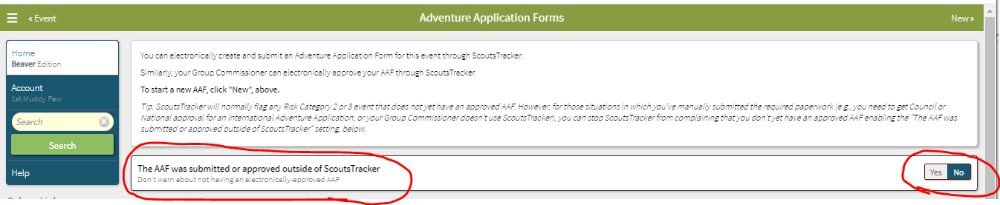 « Event
Adventure Application Forms
New »
Home
Beaver Edition
Account
1st Muddy Paw
Search
Search
Help
You can electronically create and submit an Adventure Application Form for this event through ScoutsTracker.
Similarly, your Group Commissioner can electronically approve your AAF through ScoutsTracker.
To start a new AAF, click "New", above.
Tip: ScoutsTracker will normally flag any Risk Category 2 or 3 event that does not yet have an approved AAF. However, for those situations in which you've manually submitted the required paperwork (e.g., you need to get Council or
National approval for an International Adventure Application, or your Group Commissioner doesn't use ScoutsTracker), you can stop ScoutsTracker from complaining that you don't yet have an approved AAF enabling the "The AAF was
submitted or approved outside of ScoutsTracker" setting, below.
The AAF was submitted or approved outside of ScoutsTracker
Don't warn about not having an electronically-approved AAF
Yes No